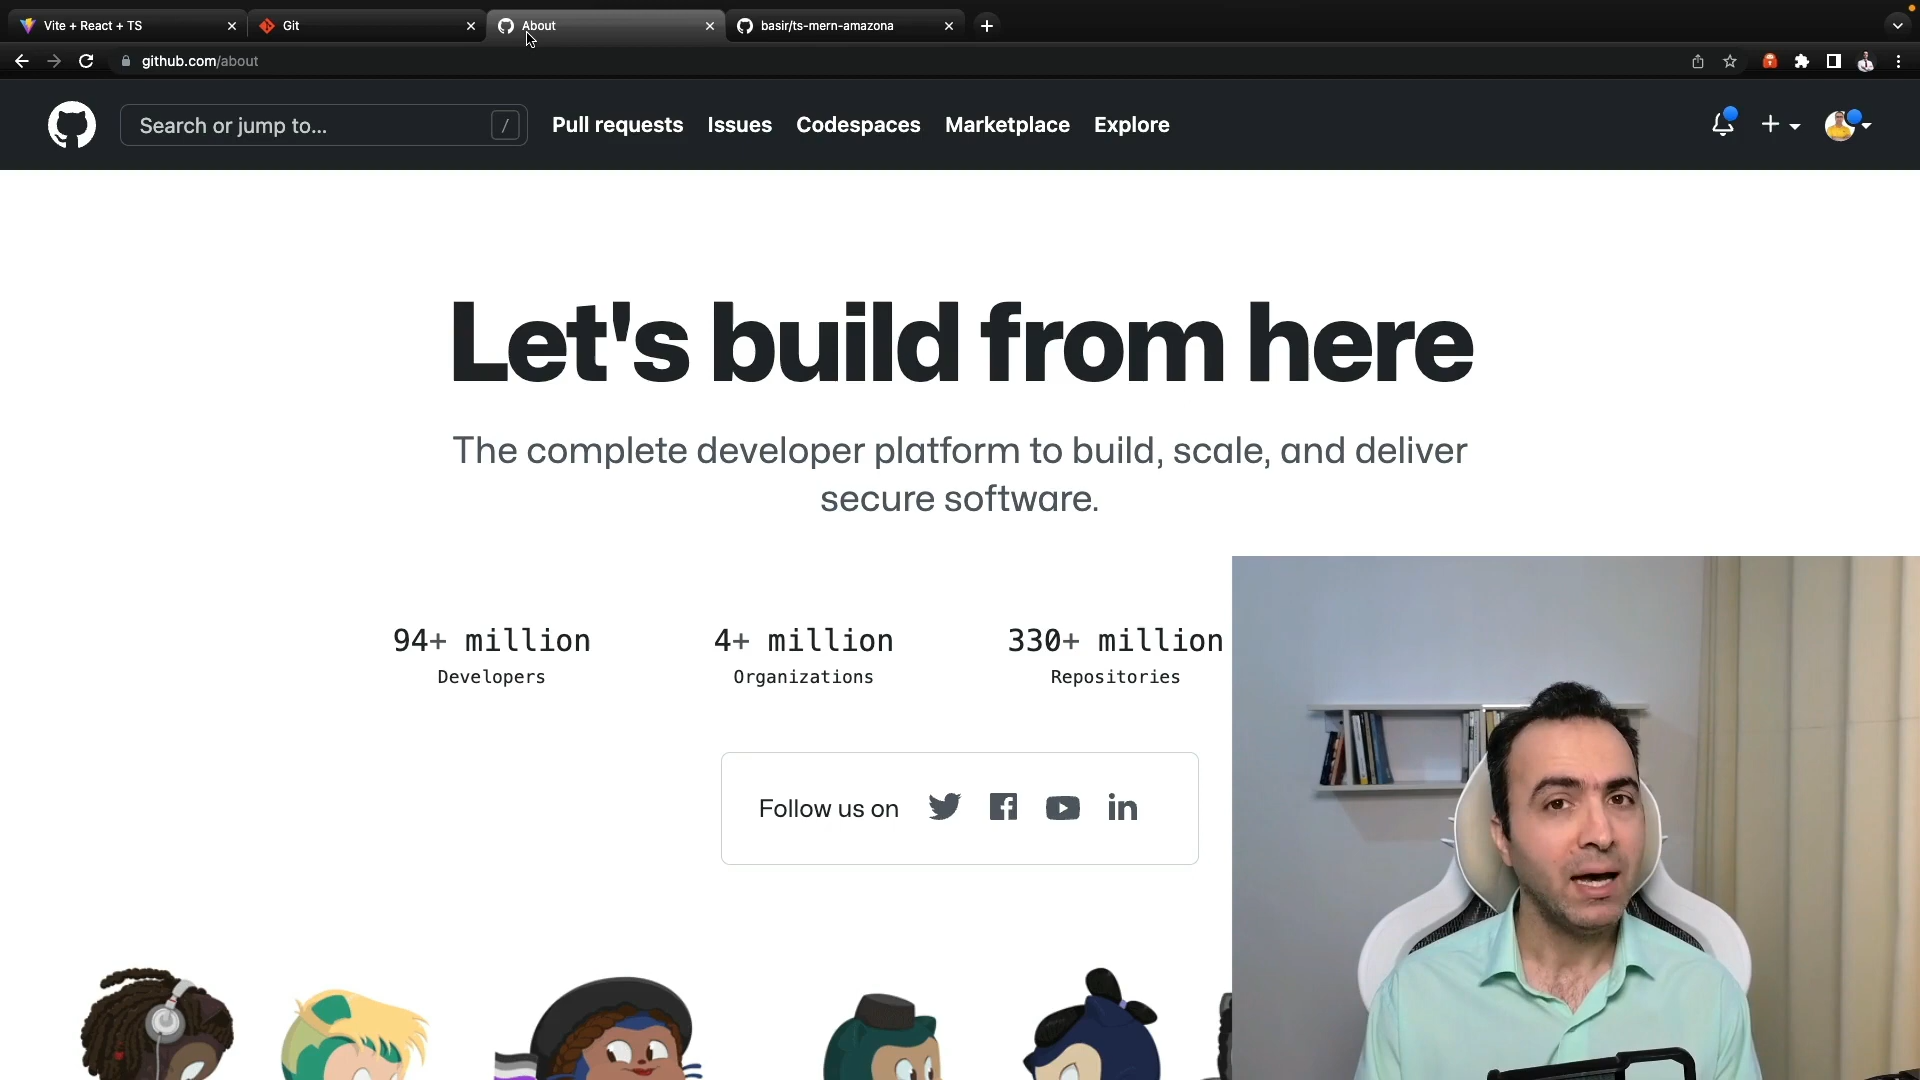 Vite + React + TS
Git
About
basir/ts-mern-amazona
github.com/about
Search or jump to...
/
Pull requests
Issues
Codespaces
Marketplace
Explore
Let's build from here
The complete developer platform to build, scale, and deliver
secure software.
94+ million
Developers
4+ million
Organizations
330+ million
Repositories
Follow us on